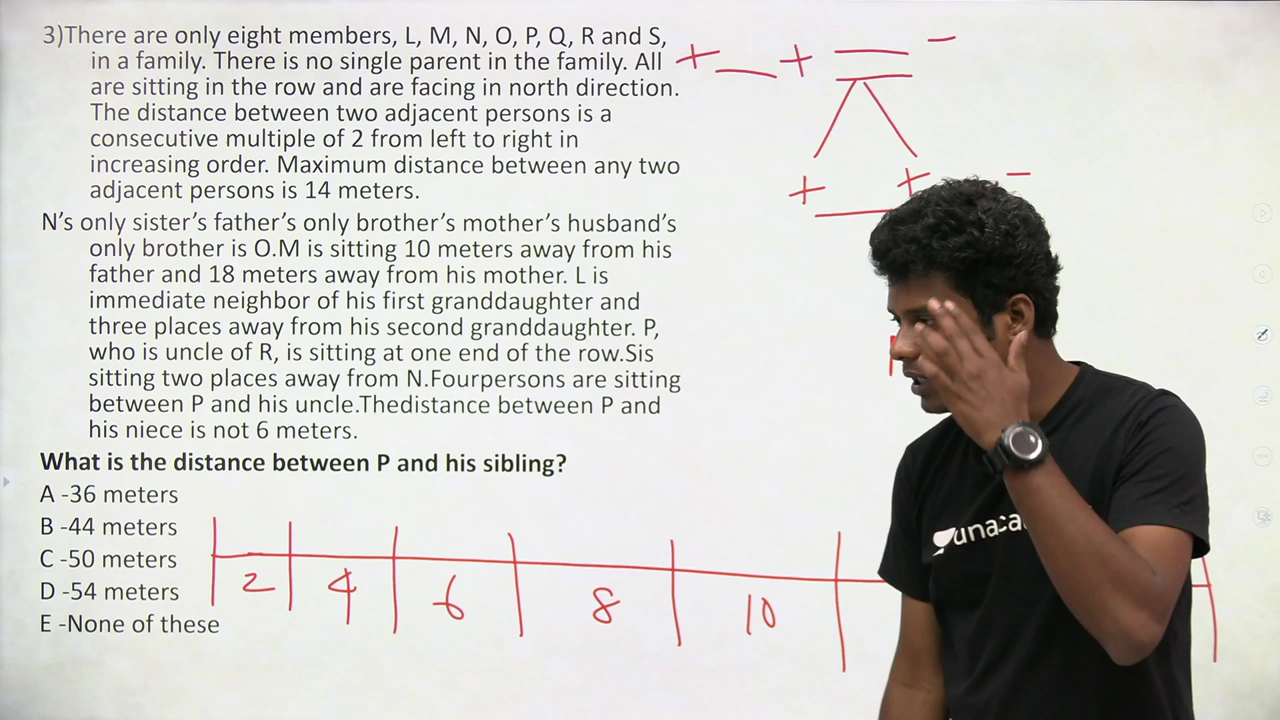 3)There are only eight members, L, M, N, O, P, Q, R and S,
in a family. There is no single parent in the family. All
are sitting in the row and are facing in north direction.
The distance between two adjacent persons is a
consecutive multiple of 2 from left to right in
increasing order. Maximum distance between any two
adjacent persons is 14 meters.
N's only sister's father's only brother's mother's husband's
only brother is O.M is sitting 10 meters away from his
father and 18 meters away from his mother. L is
immediate neighbor of his first granddaughter and
three places away from his second granddaughter. P,
who is uncle of R, is sitting at one end of the row.Sis
sitting two places away from N.Fourpersons are sitting
between P and his uncle.Thedistance between P and
his niece is not 6 meters.
What is the distance between P and his sibling?
A -36 meters
B -44 meters
C -50 meters
D -54 meters
E -None of these
+ + -
+ + -
2 4 6 8 10
unaca